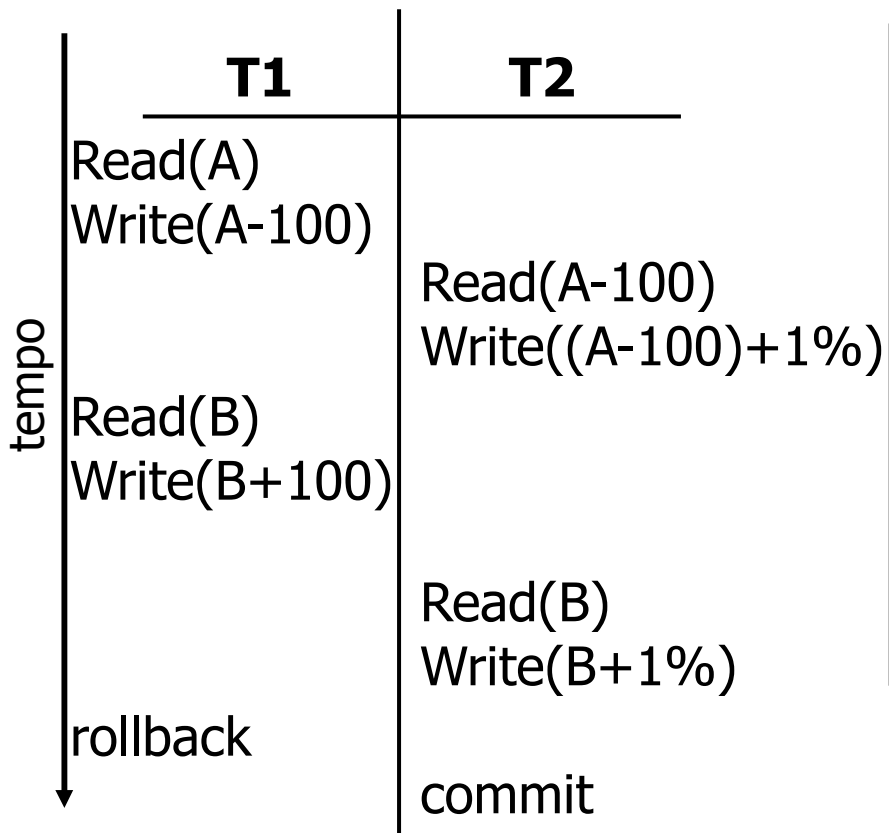 T1 T2
Read(A)
Write(A-100)
Read(A-100)
Write((A-100)+1%)
tempo
Read(B)
Write(B+100)
Read(B)
Write(B+1%)
rollback
commit